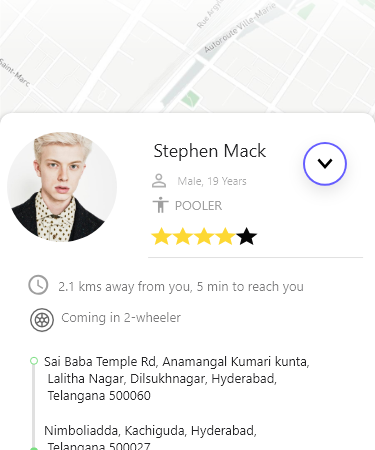 Rue Ar
Autoroute Ville-Marie
Saint-Marc
Stephen Mack
Male, 19 Years
POOLER
2.1 kms away from you, 5 min to reach you
Coming in 2-wheeler
Sai Baba Temple Rd, Anamangal Kumari kunta,
Lalitha Nagar, Dilsukhnagar, Hyderabad,
Telangana 500060
Nimboliadda, Kachiguda, Hyderabad,
Telangana 500027